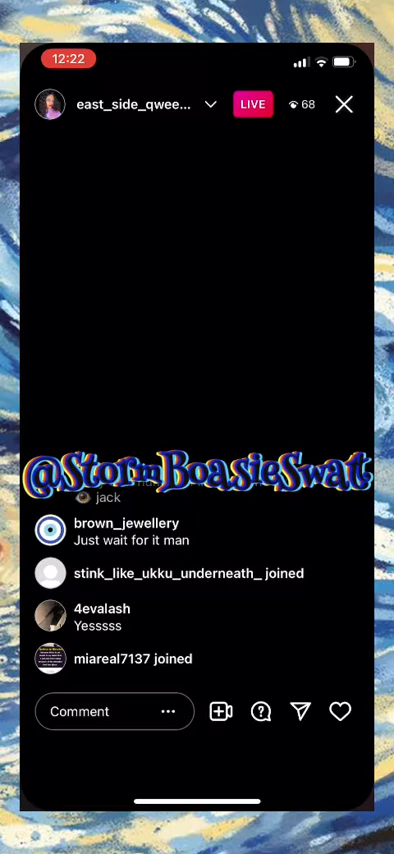 12:22
east_side_qwee... LIVE 68
@StormBoasieSwat
jack
brown_jewellery
Just wait for it man
stink_like_ukku_underneath_ joined
4evalash
Yesssss
miareal7137 joined
Comment ...